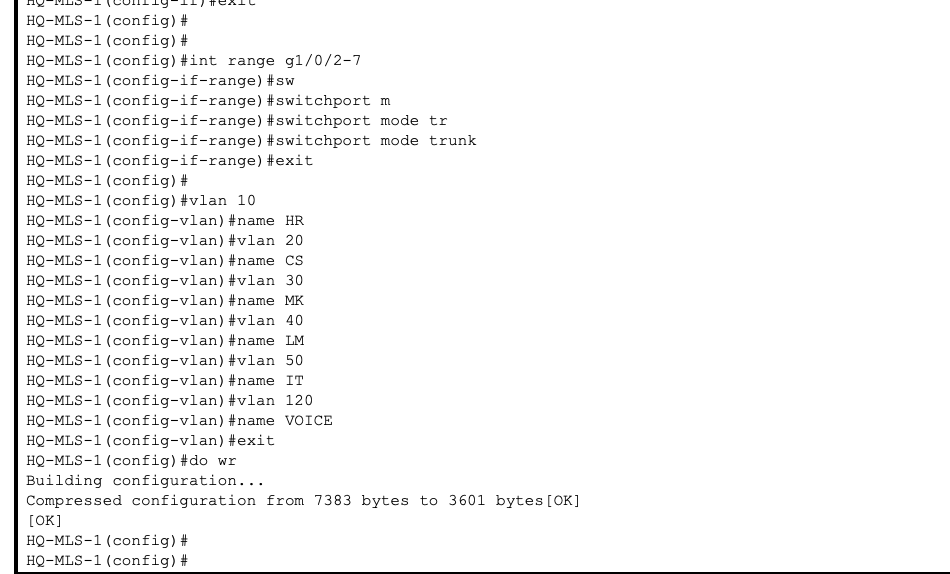 HQ-MLS-1(config-if)#exit
HQ-MLS-1(config)#
HQ-MLS-1(config)#
HQ-MLS-1(config)#int range g1/0/2-7
HQ-MLS-1(config-if-range)#sw
HQ-MLS-1(config-if-range)#switchport m
HQ-MLS-1(config-if-range)#switchport mode tr
HQ-MLS-1(config-if-range)#switchport mode trunk
HQ-MLS-1(config-if-range)#exit
HQ-MLS-1(config)#
HQ-MLS-1(config)#vlan 10
HQ-MLS-1(config-vlan)#name HR
HQ-MLS-1(config-vlan)#vlan 20
HQ-MLS-1(config-vlan)#name CS
HQ-MLS-1(config-vlan)#vlan 30
HQ-MLS-1(config-vlan)#name MK
HQ-MLS-1(config-vlan)#vlan 40
HQ-MLS-1(config-vlan)#name LM
HQ-MLS-1(config-vlan)#vlan 50
HQ-MLS-1(config-vlan)#name IT
HQ-MLS-1(config-vlan)#vlan 120
HQ-MLS-1(config-vlan)#name VOICE
HQ-MLS-1(config-vlan)#exit
HQ-MLS-1(config)#do wr
Building configuration...
Compressed configuration from 7383 bytes to 3601 bytes[OK]
[OK]
HQ-MLS-1(config)#
HQ-MLS-1(config)#